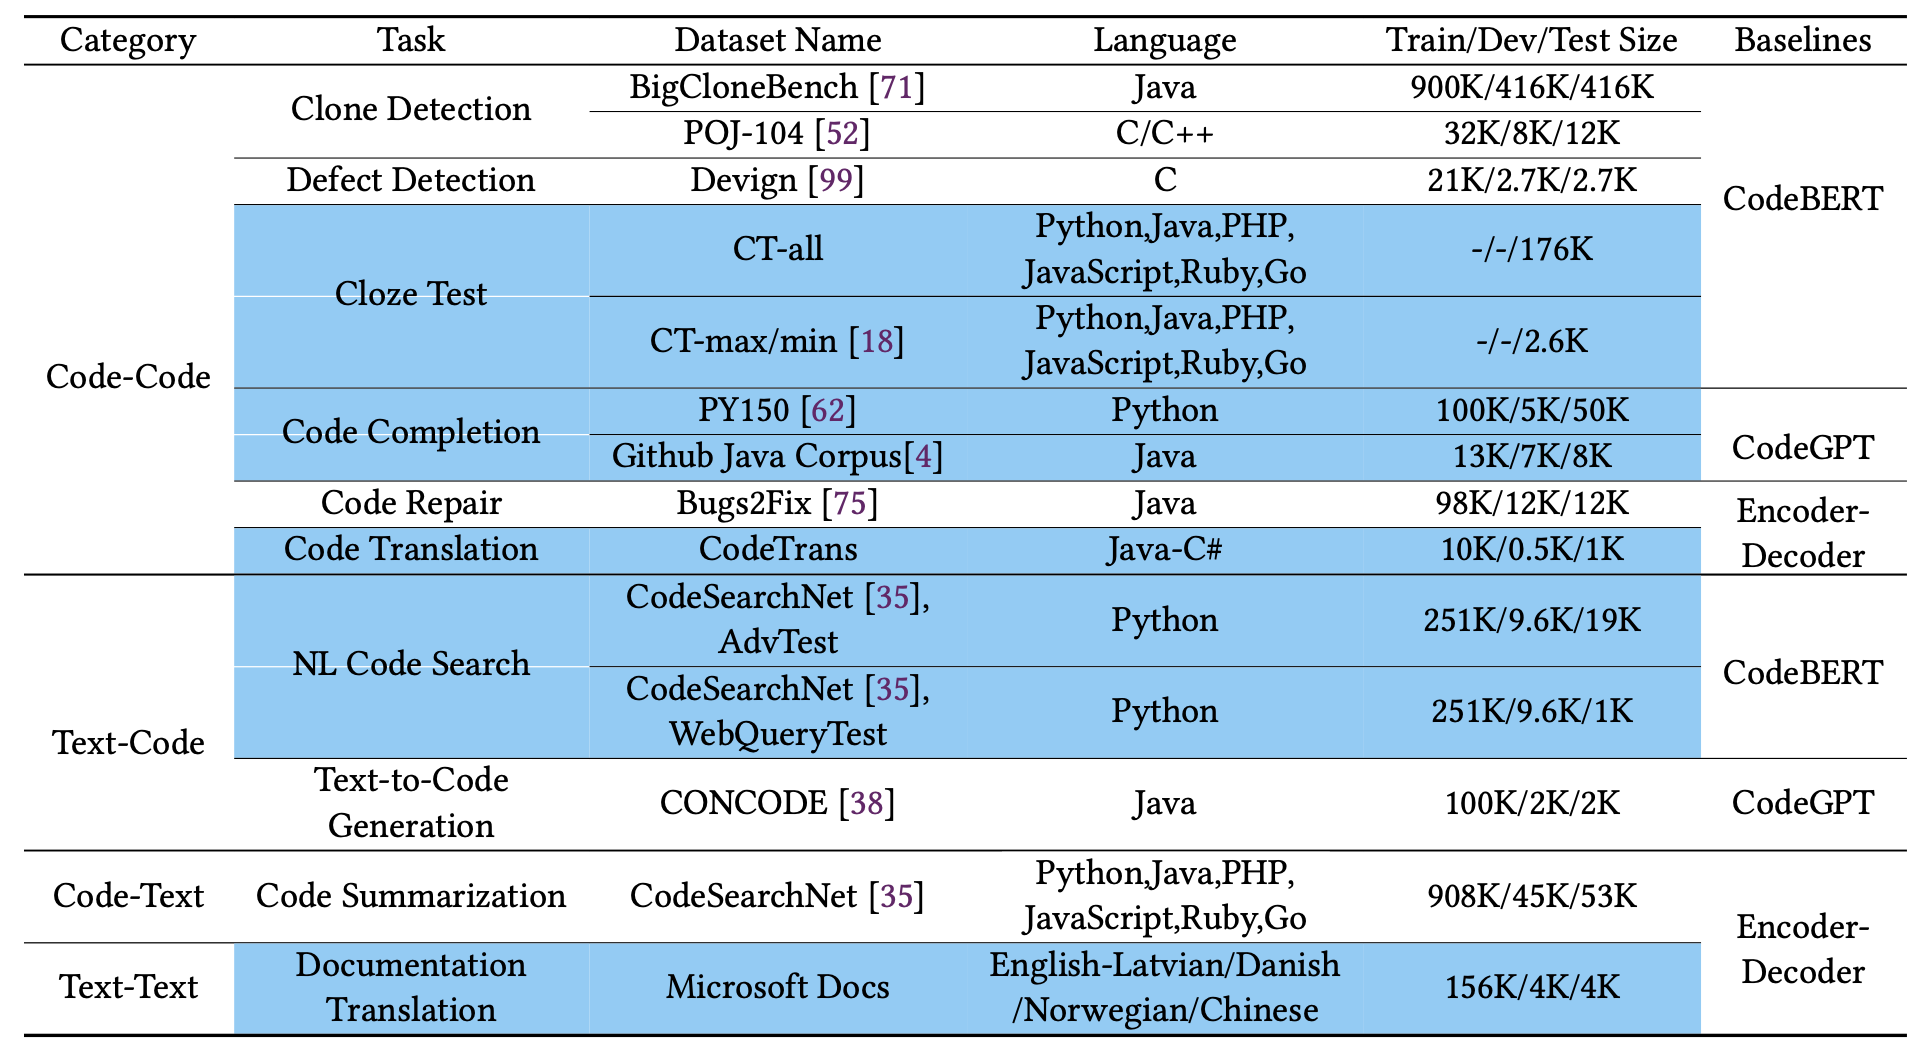 Category Task Dataset Name Language Train/Dev/Test Size Baselines
Code-Code Clone Detection BigCloneBench [71] Java 900K/416K/416K CodeBERT
POJ-104 [52] C/C++ 32K/8K/12K
Defect Detection Devign [99] C 21K/2.7K/2.7K
Cloze Test CT-all Python,Java,PHP,
JavaScript,Ruby,Go -/-/176K
CT-max/min [18] Python,Java,PHP,
JavaScript,Ruby,Go -/-/2.6K
Code Completion PY150 [62] Python 100K/5K/50K CodeGPT
Github Java Corpus[4] Java 13K/7K/8K
Code Repair Bugs2Fix [75] Java 98K/12K/12K Encoder-
Decoder
Code Translation CodeTrans Java-C# 10K/0.5K/1K
Text-Code NL Code Search CodeSearchNet [35],
AdvTest Python 251K/9.6K/19K CodeBERT
CodeSearchNet [35],
WebQueryTest Python 251K/9.6K/1K
Text-to-Code
Generation CONCODE [38] Java 100K/2K/2K CodeGPT
Code-Text Code Summarization CodeSearchNet [35] Python,Java,PHP,
JavaScript,Ruby,Go 908K/45K/53K Encoder-
Decoder
Text-Text Documentation
Translation Microsoft Docs English-Latvian/Danish
/Norwegian/Chinese 156K/4K/4K